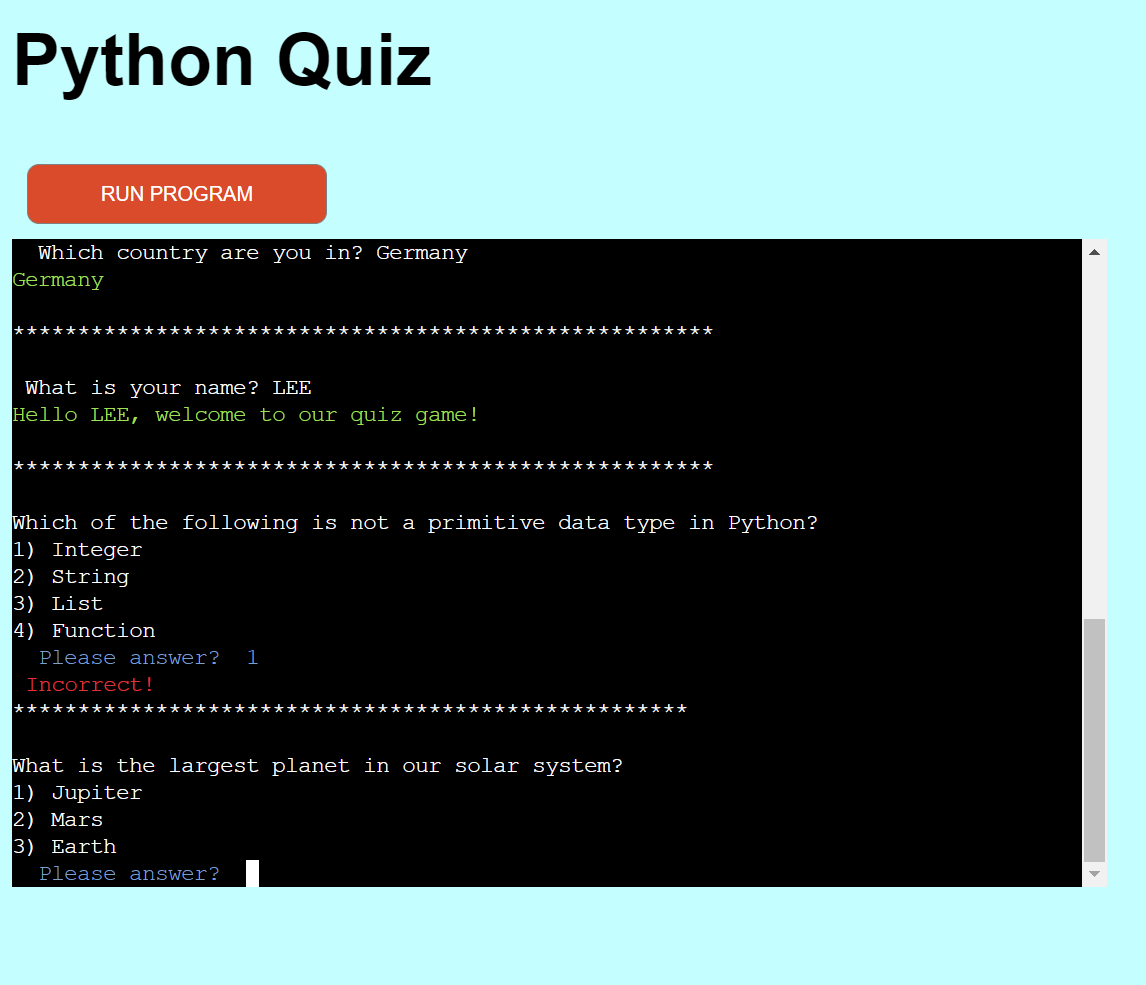 Python Quiz
RUN PROGRAM
Which country are you in? Germany
Germany
******************************************************
What is your name? LEE
Hello LEE, welcome to our quiz game!
******************************************************
Which of the following is not a primitive data type in Python?
1) Integer
2) String
3) List
4) Function
Please answer?  1
Incorrect!
****************************************************
What is the largest planet in our solar system?
1) Jupiter
2) Mars
3) Earth
Please answer?